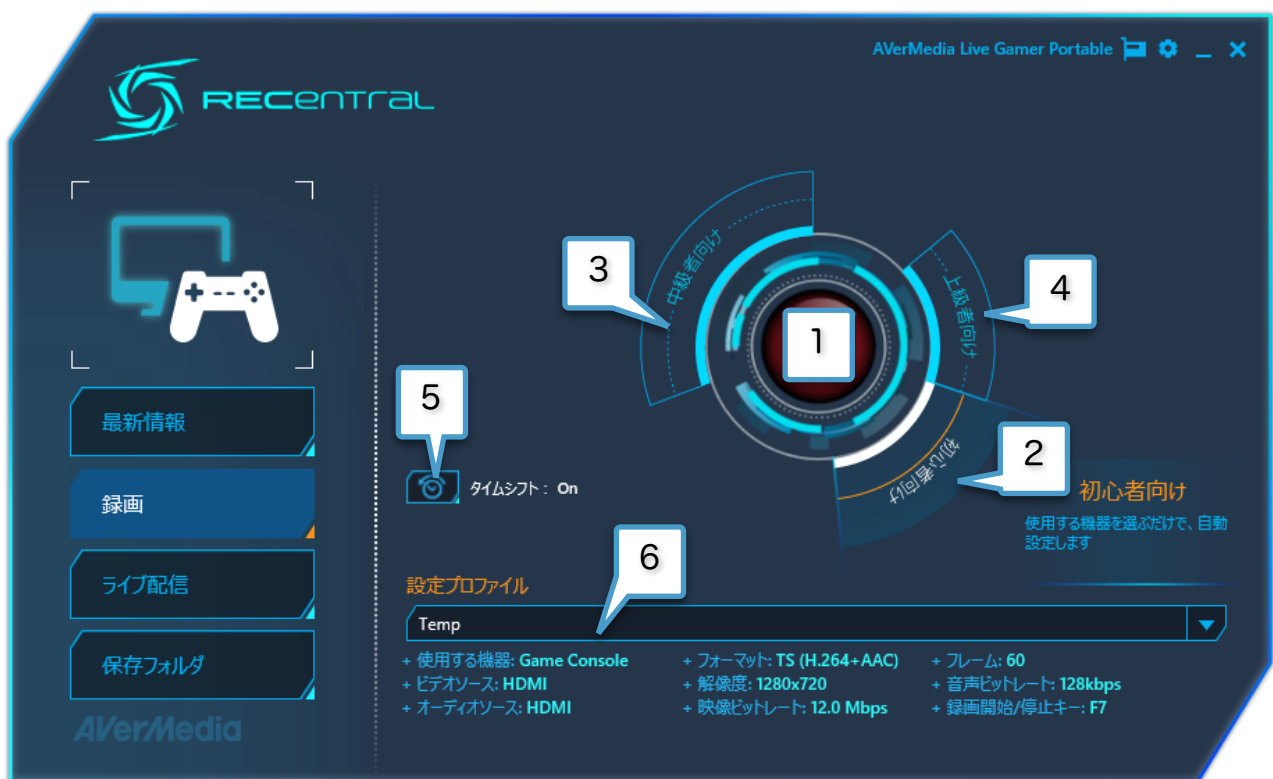 AVerMedia Live Gamer Portable
RECentral
中級者向け
上級者向け
初心者向け
3
4
1
5
2
6
最新情報
録画
ライブ配信
保存フォルダ
AVerMedia
タイムシフト： On
初心者向け
使用する機器を選ぶだけで、自動
設定します
設定プロファイル
Temp
+ 使用する機器: Game Console
+ ビデオソース: HDMI
+ オーディオソース: HDMI
+ フォーマット: TS (H.264+AAC)
+ 解像度: 1280x720
+ 映像ビットレート: 12.0 Mbps
+ フレーム: 60
+ 音声ビットレート: 128kbps
+ 録画開始/停止キー: F7